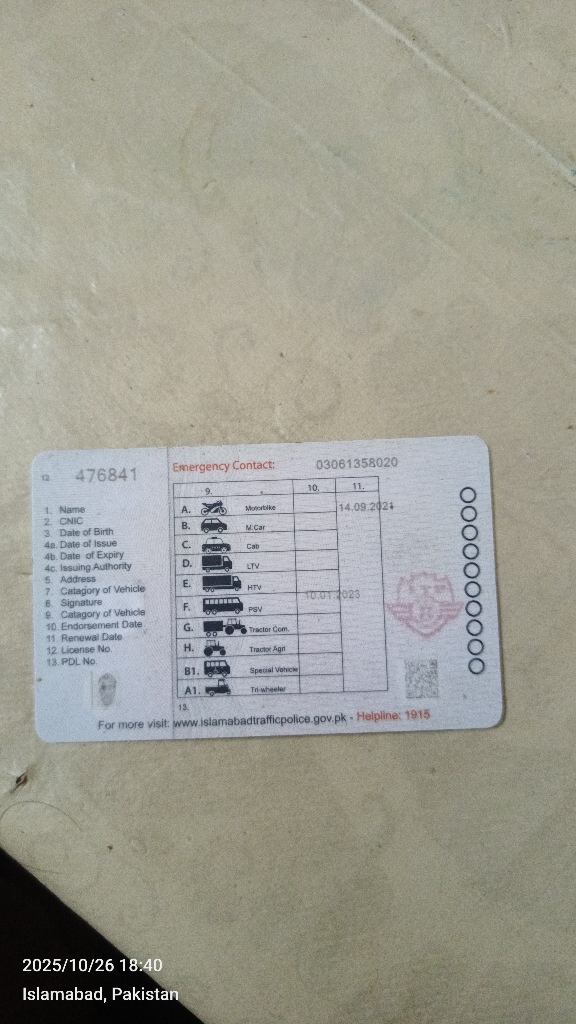 12. 476841
Emergency Contact: 03061358020
1. Name
2. CNIC
3. Date of Birth
4a. Date of Issue
4b. Date of Expiry
4c. Issuing Authority
5. Address
7. Catagory of Vehicle
8. Signature
9. Catagory of Vehicle
10. Endorsement Date
11. Renewal Date
12. License No.
13. PDL No.
9. 10. 11.
A. Motorbike 14.09.2021
B. M.Car
C. Cab
D. LTV
E. HTV
10.01.2023
F. PSV
G. Tractor Com.
H. Tractor Agri
B1. Special Vehicle
A1. Tri-wheeler
13.
For more visit: www.islamabadtrafficpolice.gov.pk - Helpline: 1915
2025/10/26 18:40
Islamabad, Pakistan